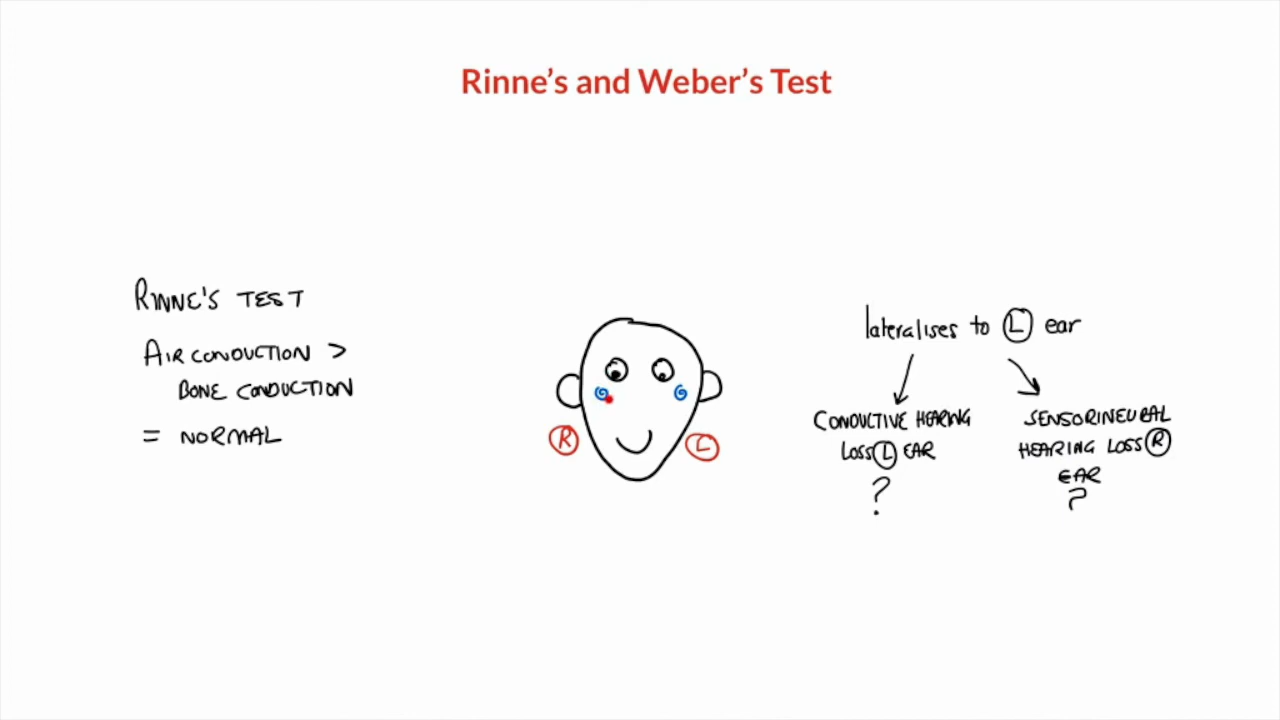 Rinne's and Weber's Test
RINNE'S TEST
AIR CONDUCTION >
BONE CONDUCTION
= NORMAL
R
L
lateralises to L ear
CONDUCTIVE HEARING
LOSS L EAR
?
SENSORINEURAL
HEARING LOSS R
EAR
?